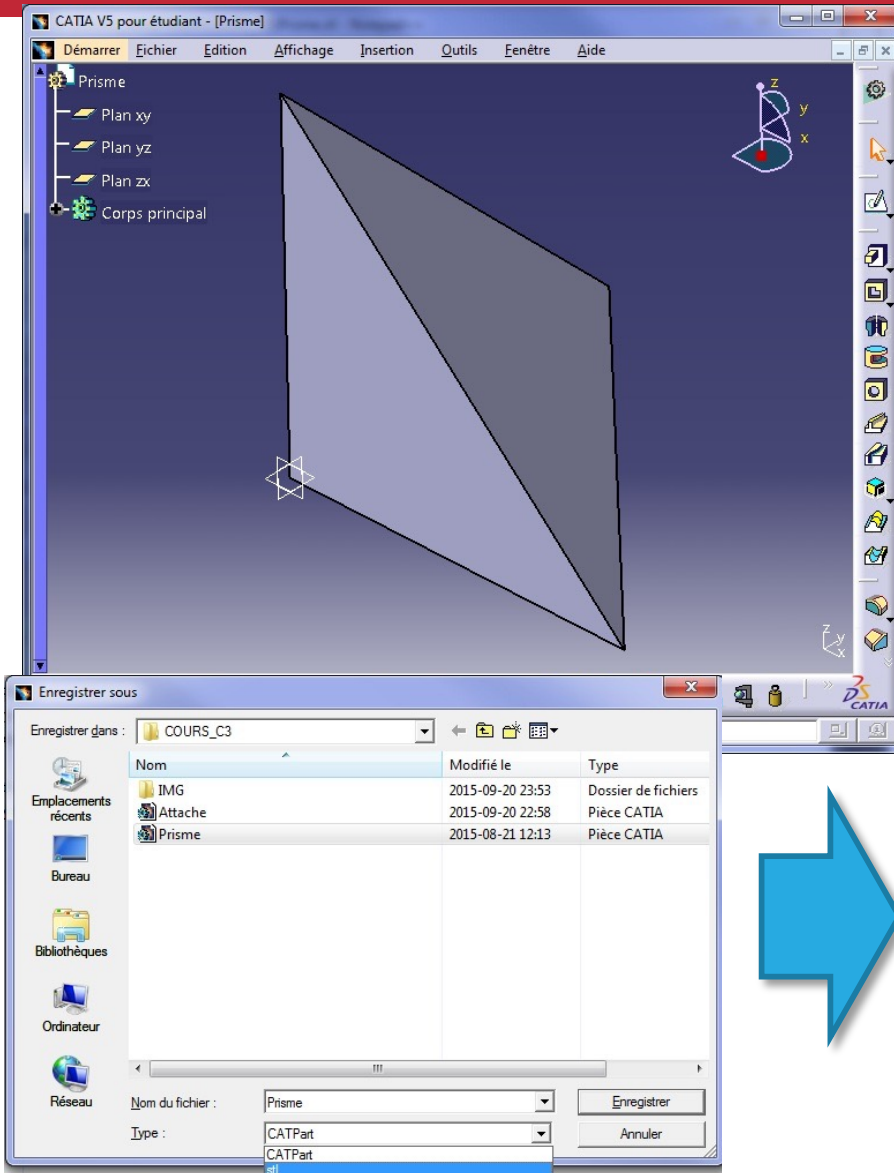 CATIA V5 pour étudiant - [Prisme]
Démarrer Fichier Edition Affichage Insertion Outils Fenêtre Aide
Prisme
Plan xy
Plan yz
Plan zx
Corps principal
z
y
x
z
y
x
DS
CATIA
Enregistrer sous
Enregistrer dans : COURS_C3
Nom Modifié le Type
IMG 2015-09-20 23:53 Dossier de fichiers
Attache 2015-09-20 22:58 Pièce CATIA
Prisme 2015-08-21 12:13 Pièce CATIA
Emplacements
récents
Bureau
Bibliothèques
Ordinateur
Réseau
Nom du fichier : Prisme Enregistrer
Type : CATPart Annuler
CATPart
stl